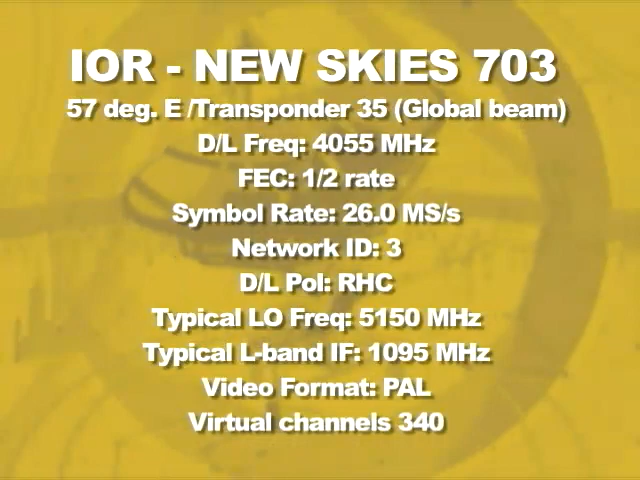 IOR - NEW SKIES 703
57 deg. E /Transponder 35 (Global beam)
D/L Freq: 4055 MHz
FEC: 1/2 rate
Symbol Rate: 26.0 MS/s
Network ID: 3
D/L Pol: RHC
Typical LO Freq: 5150 MHz
Typical L-band IF: 1095 MHz
Video Format: PAL
Virtual channels 340